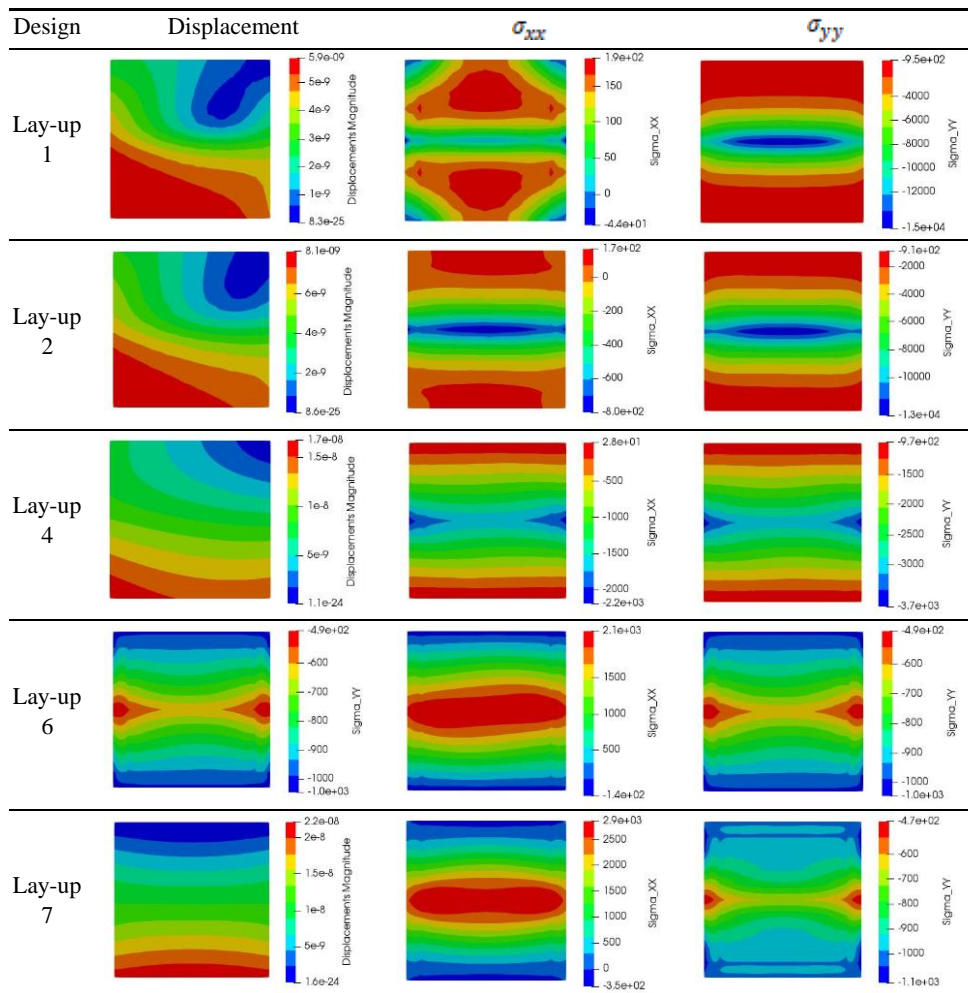 Design Displacement σxx σyy
Lay-up
1
5.9e-09
5e-9
4e-9
3e-9
2e-9
1e-9
8.3e-25
Displacements Magnitude
1.9e+02
100
50
0
-4.4e+01
Sigma_XX
-9.5e+02
-4000
-6000
-8000
-10000
-12000
-1.5e+04
Sigma_YY
Lay-up
2
8.1e-09
6e-9
4e-9
2e-9
8.6e-25
Displacements Magnitude
1.7e+02
0
-200
-400
-600
-8.0e+02
Sigma_XX
-9.1e+02
-2000
-4000
-6000
-8000
-10000
-1.3e+04
Sigma_YY
Lay-up
4
1.7e-08
1.5e-8
1e-8
5e-9
1.1e-24
Displacements Magnitude
2.8e+01
-500
-1000
-1500
-2000
-2.2e+03
Sigma_XX
-9.7e+02
-1500
-2000
-2500
-3000
-3.7e+03
Sigma_YY
Lay-up
6
-4.9e+02
-600
-700
-800
-900
-1000
-1.0e+03
Sigma_YY
2.1e+03
1500
1000
500
-1.4e+02
Sigma_XX
-4.9e+02
-600
-700
-800
-900
-1000
-1.0e+03
Sigma_YY
Lay-up
7
2.2e-08
2e-8
1.5e-8
1e-8
5e-9
1.6e-24
Displacements Magnitude
2.9e+03
2500
2000
1500
1000
500
0
-3.5e+02
Sigma_XX
-4.7e+02
-600
-700
-800
-900
-1000
-1.1e+03
Sigma_YY